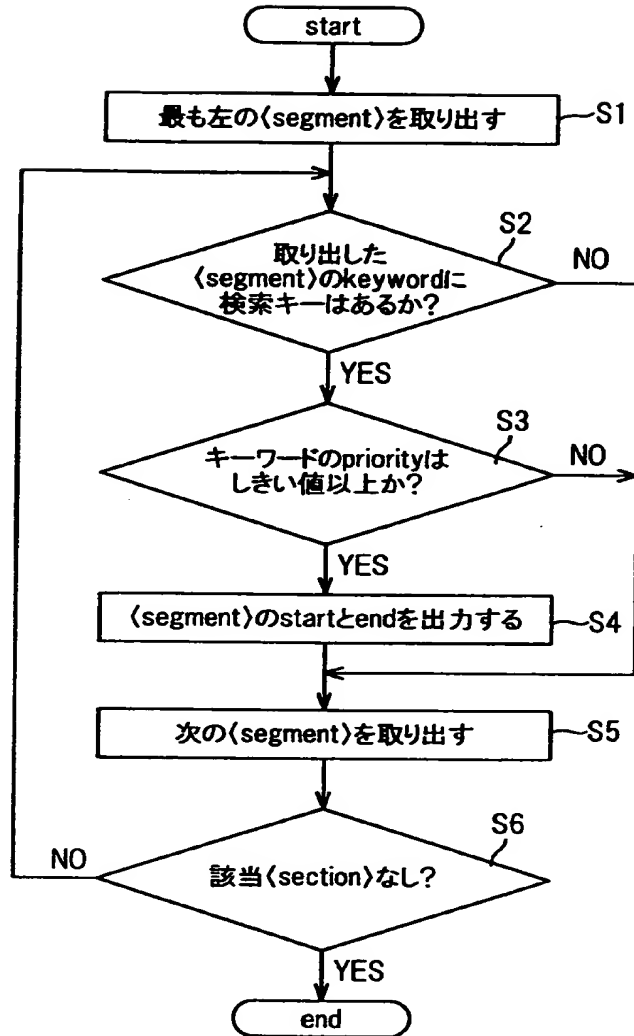 start
最も左の〈segment〉を取り出す
S1
S2
取り出した
〈segment〉のkeywordに
検索キーはあるか?
NO
YES
S3
キーワードのpriorityは
しきい値以上か?
NO
YES
〈segment〉のstartとendを出力する
S4
次の〈segment〉を取り出す
S5
S6
該当〈section〉なし?
NO
YES
end